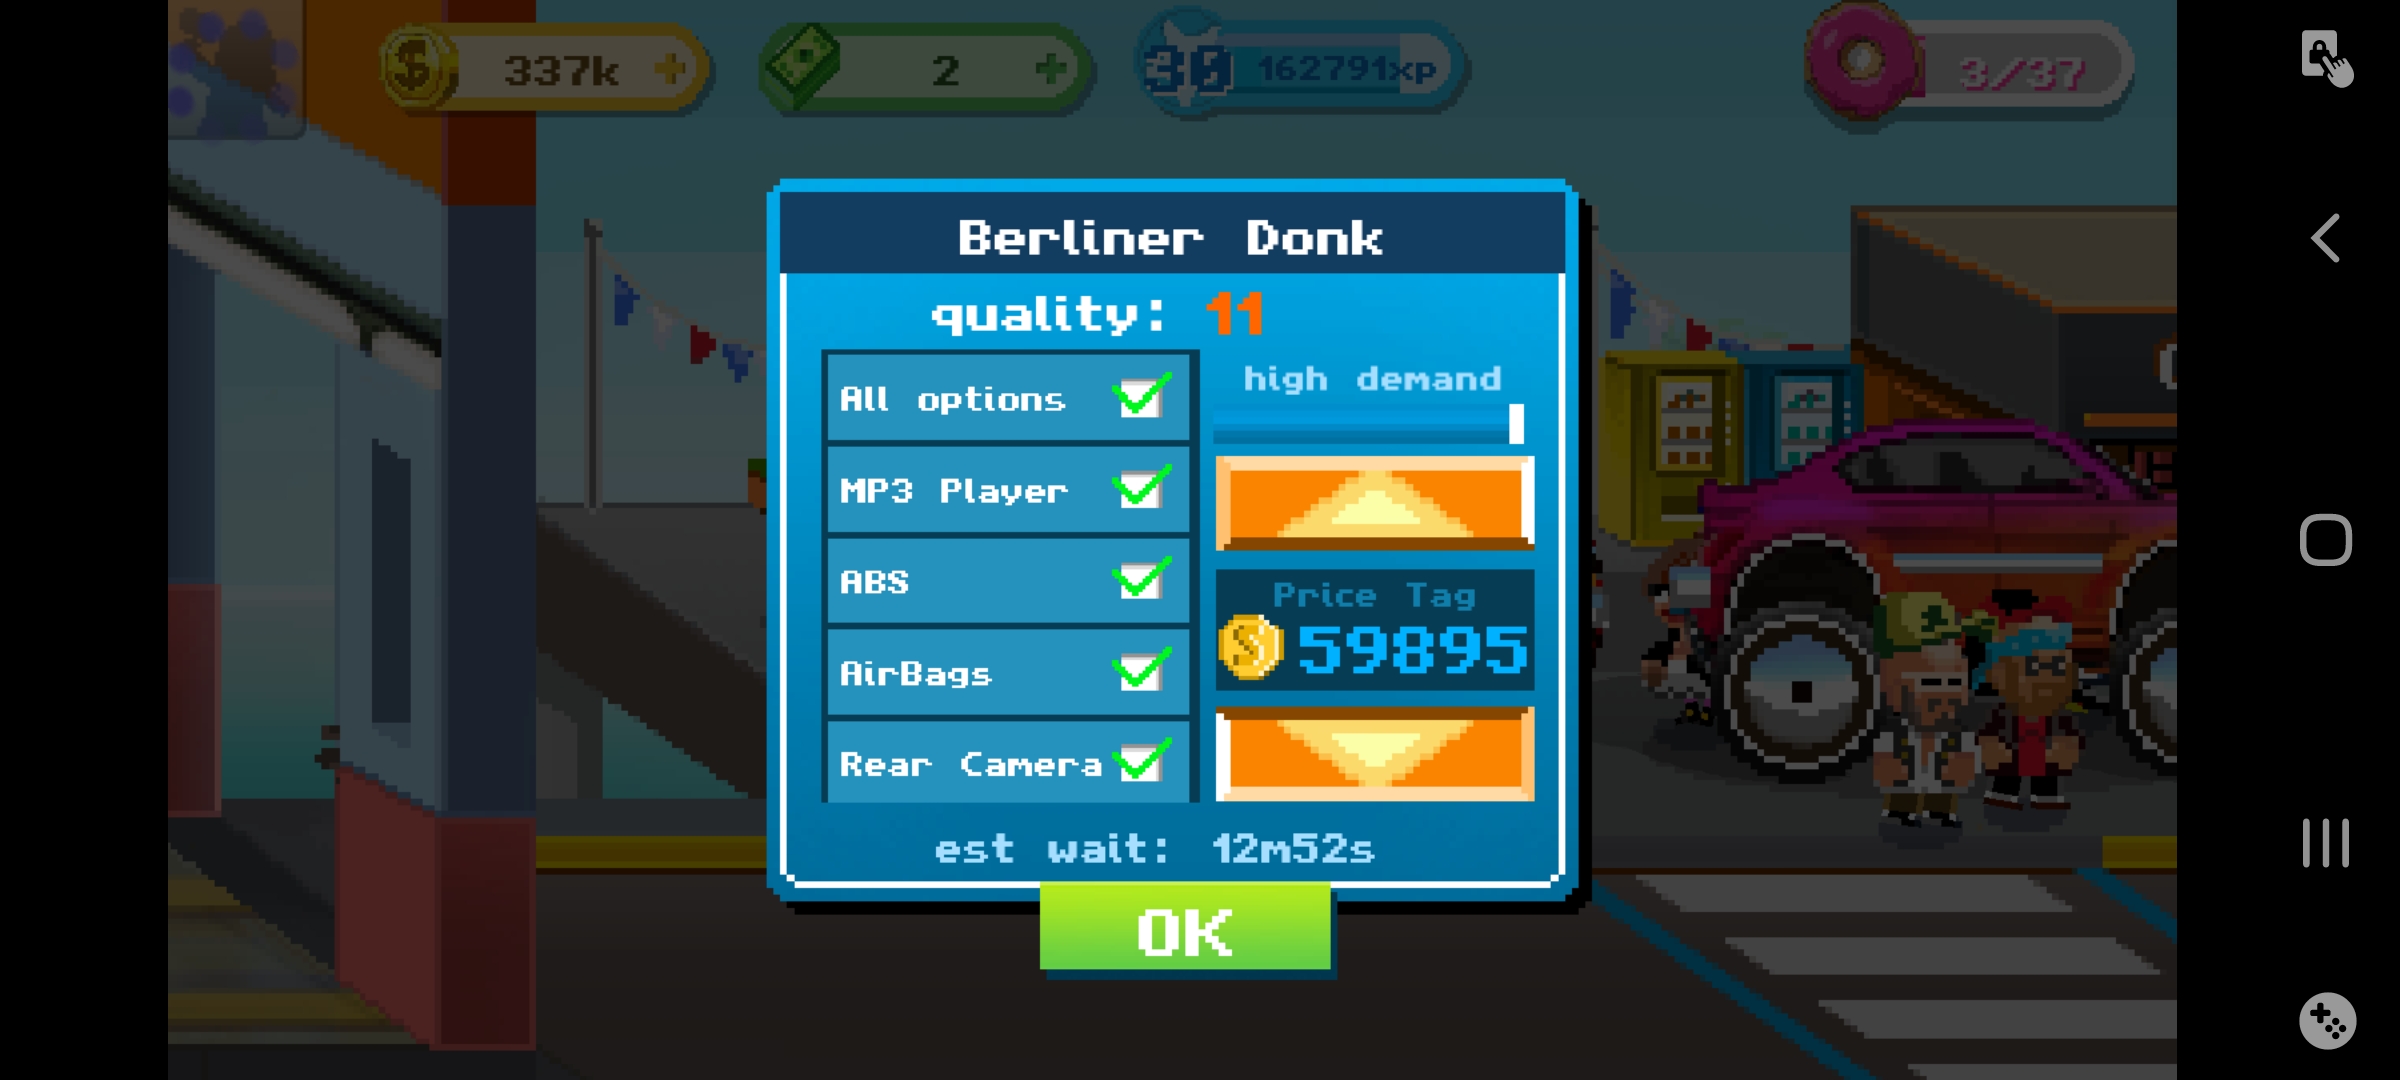 337k
2
30
162791xp
3/37
Berliner Donk
quality: 11
All options
MP3 Player
ABS
AirBags
Rear Camera
high demand
Price Tag
59895
est wait: 12m52s
OK